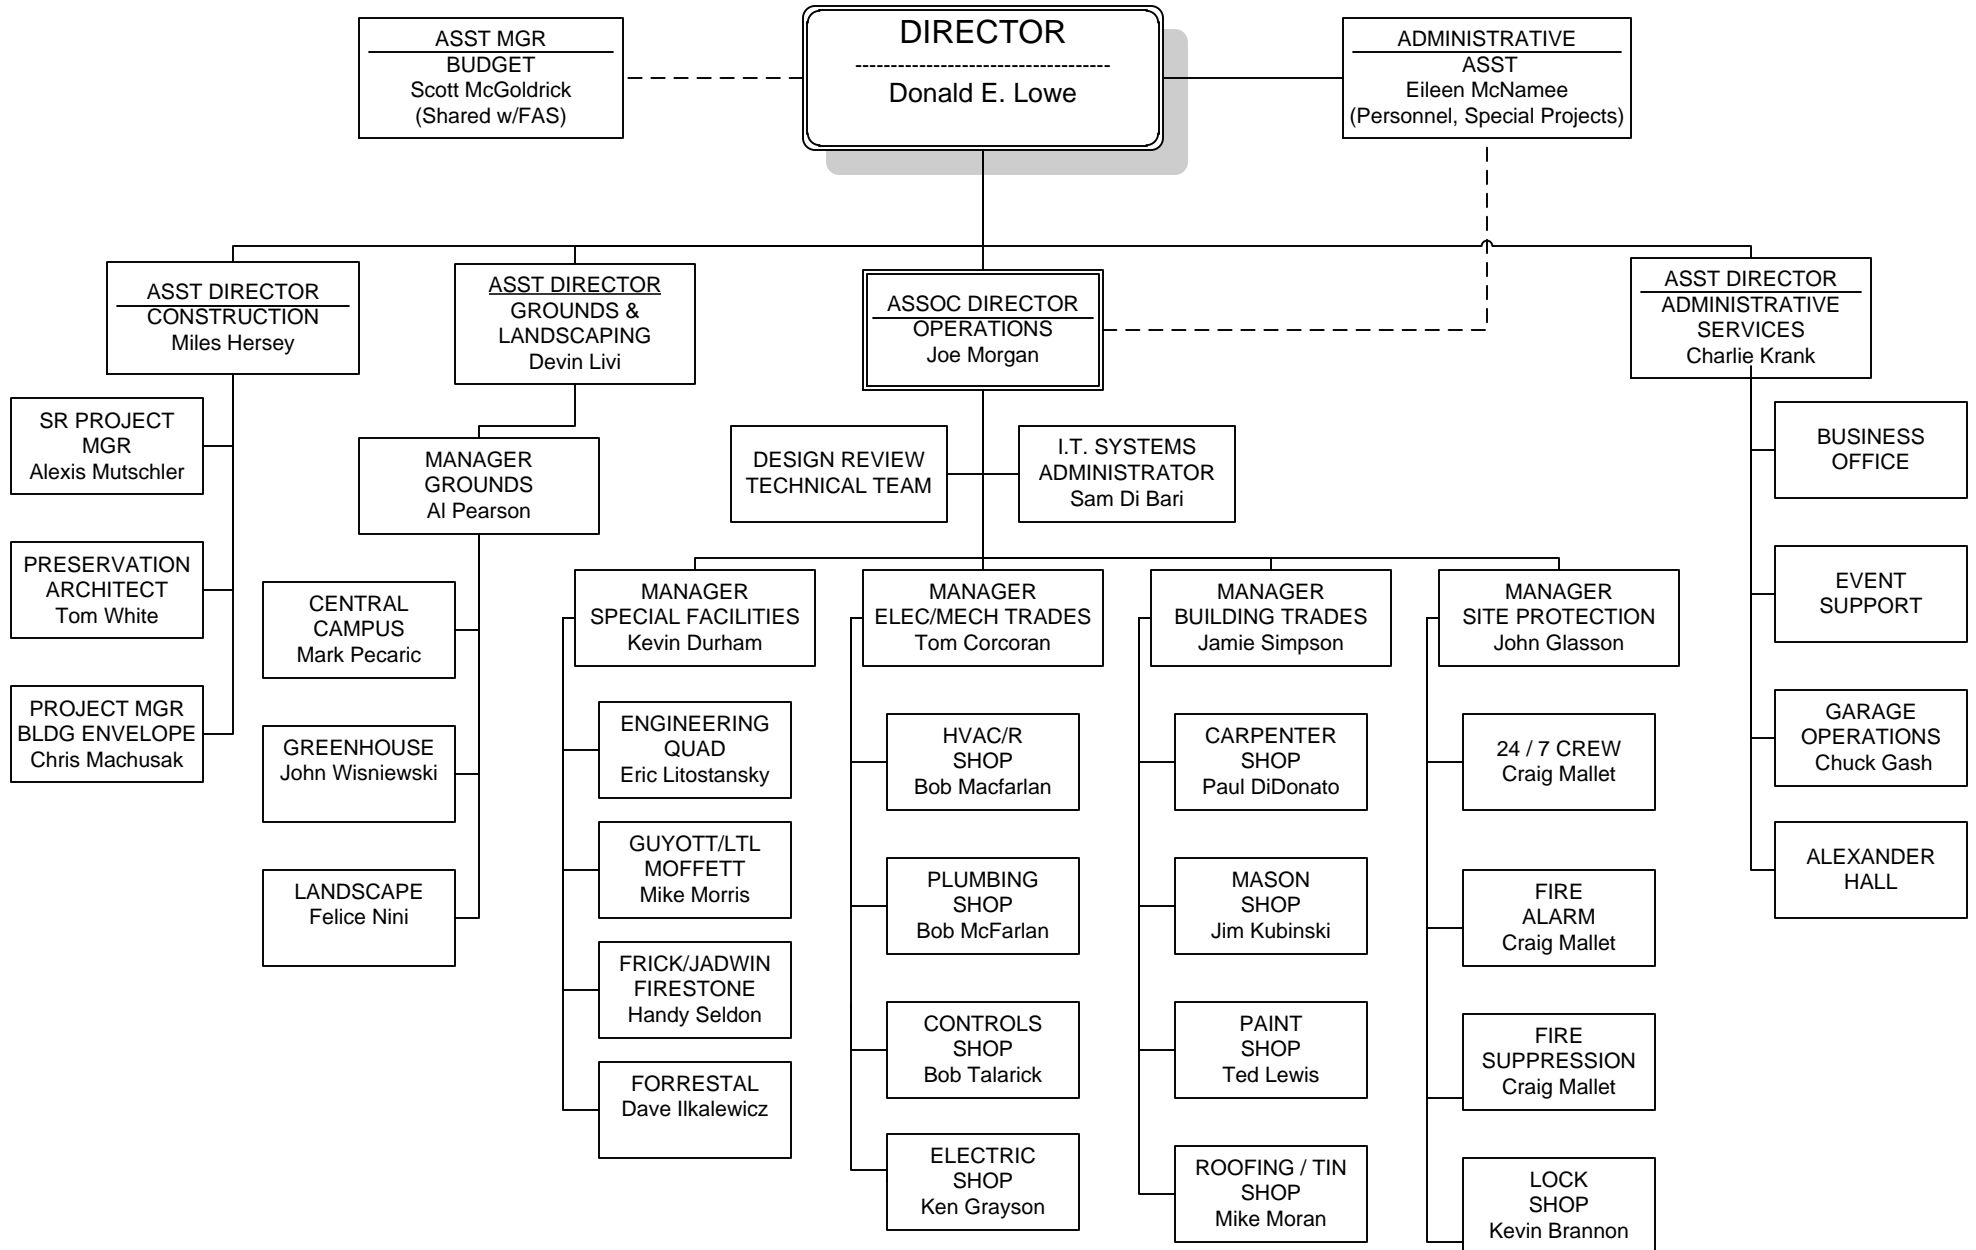 ASST MGR
BUDGET
Scott McGoldrick
(Shared w/FAS)
DIRECTOR
------------------------------------
Donald E. Lowe
ADMINISTRATIVE
ASST
Eileen McNamee
(Personnel, Special Projects)
ASST DIRECTOR
CONSTRUCTION
Miles Hersey
ASST DIRECTOR
GROUNDS &
LANDSCAPING
Devin Livi
ASSOC DIRECTOR
OPERATIONS
Joe Morgan
ASST DIRECTOR
ADMINISTRATIVE
SERVICES
Charlie Krank
SR PROJECT
MGR
Alexis Mutschler
PRESERVATION
ARCHITECT
Tom White
PROJECT MGR
BLDG ENVELOPE
Chris Machusak
MANAGER
GROUNDS
Al Pearson
CENTRAL
CAMPUS
Mark Pecaric
GREENHOUSE
John Wisniewski
LANDSCAPE
Felice Nini
DESIGN REVIEW
TECHNICAL TEAM
I.T. SYSTEMS
ADMINISTRATOR
Sam Di Bari
MANAGER
SPECIAL FACILITIES
Kevin Durham
ENGINEERING
QUAD
Eric Litostansky
GUYOTT/LTL
MOFFETT
Mike Morris
FRICK/JADWIN
FIRESTONE
Handy Seldon
FORRESTAL
Dave Ilkalewicz
MANAGER
ELEC/MECH TRADES
Tom Corcoran
HVAC/R
SHOP
Bob Macfarlan
PLUMBING
SHOP
Bob McFarlan
CONTROLS
SHOP
Bob Talarick
ELECTRIC
SHOP
Ken Grayson
MANAGER
BUILDING TRADES
Jamie Simpson
CARPENTER
SHOP
Paul DiDonato
MASON
SHOP
Jim Kubinski
PAINT
SHOP
Ted Lewis
ROOFING / TIN
SHOP
Mike Moran
MANAGER
SITE PROTECTION
John Glasson
24 / 7 CREW
Craig Mallet
FIRE
ALARM
Craig Mallet
FIRE
SUPPRESSION
Craig Mallet
LOCK
SHOP
Kevin Brannon
BUSINESS
OFFICE
EVENT
SUPPORT
GARAGE
OPERATIONS
Chuck Gash
ALEXANDER
HALL